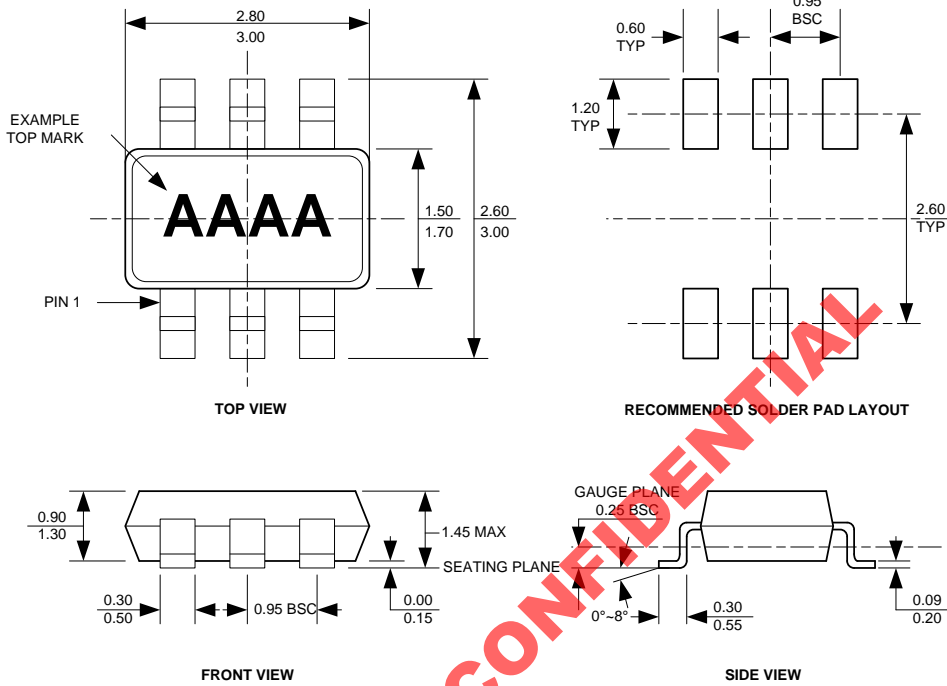 2.80
3.00
EXAMPLE
TOP MARK
AAAA
1.50
1.70
2.60
3.00
PIN 1
TOP VIEW
0.95
BSC
0.60
TYP
1.20
TYP
2.60
TYP
RECOMMENDED SOLDER PAD LAYOUT
0.90
1.30
1.45 MAX
SEATING PLANE
0.30
0.50
0.95 BSC
0.00
0.15
FRONT VIEW
GAUGE PLANE
0.25 BSC
0°~8°
0.30
0.55
0.09
0.20
SIDE VIEW
CONFIDENTIAL